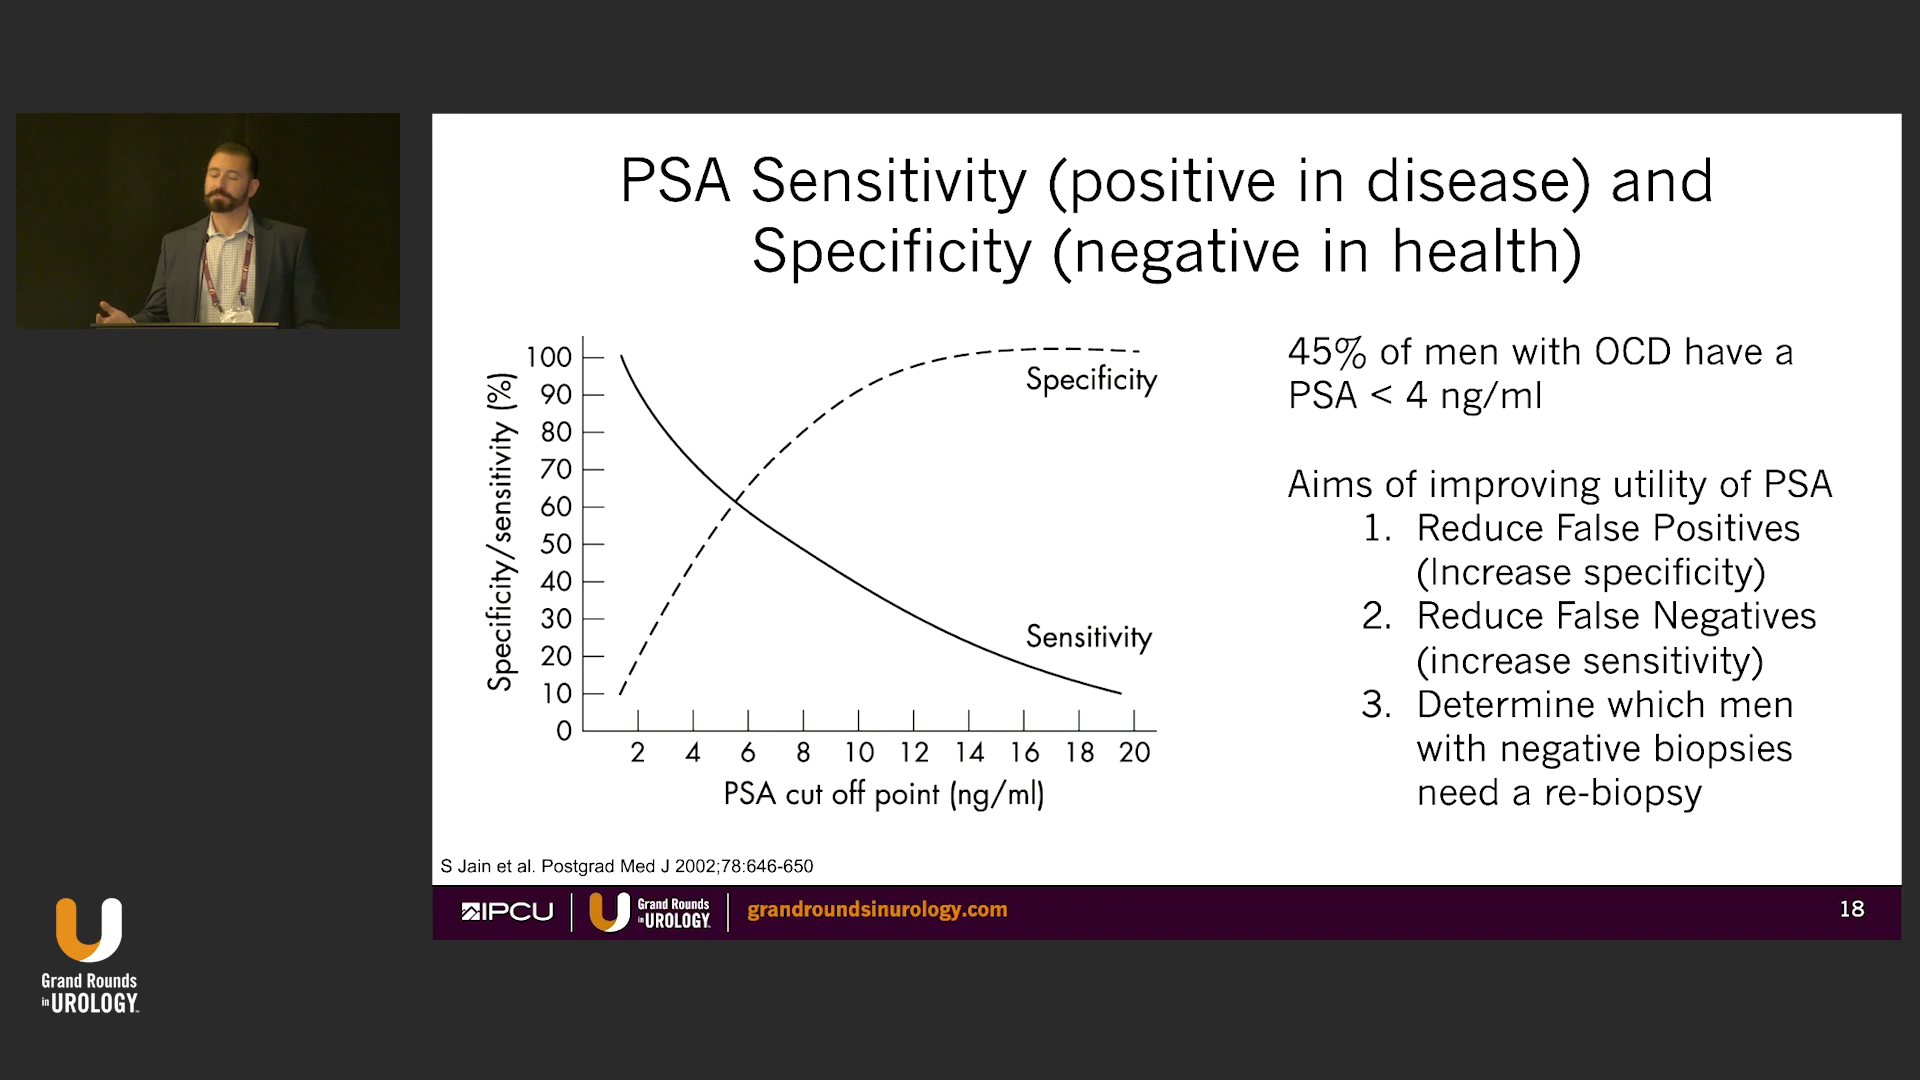 PSA Sensitivity (positive in disease) and
Specificity (negative in health)
Specificity/sensitivity (%)
100
90
80
70
60
50
40
30
20
10
0
Specificity
Sensitivity
2 4 6 8 10 12 14 16 18 20
PSA cut off point (ng/ml)
45% of men with OCD have a
PSA < 4 ng/ml
Aims of improving utility of PSA
1. Reduce False Positives
(Increase specificity)
2. Reduce False Negatives
(increase sensitivity)
3. Determine which men
with negative biopsies
need a re-biopsy
S Jain et al. Postgrad Med J 2002;78:646-650
IPCU
Grand Rounds
in UROLOGY
grandroundsinurology.com
18
Grand Rounds
in UROLOGY